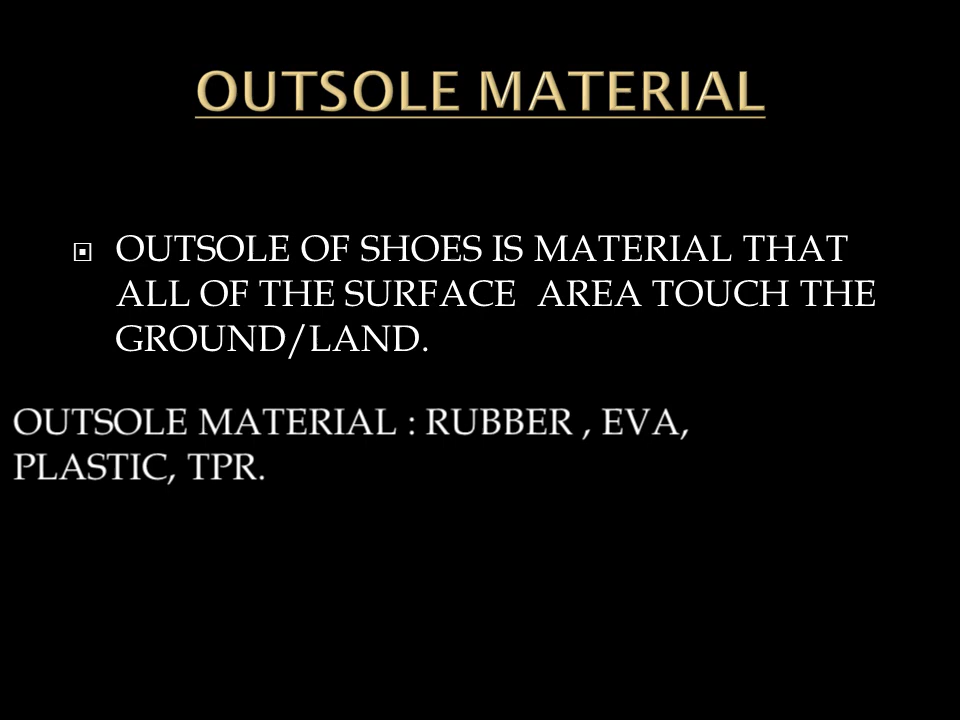 OUTSOLE MATERIAL
OUTSOLE OF SHOES IS MATERIAL THAT
ALL OF THE SURFACE AREA TOUCH THE
GROUND/LAND.
OUTSOLE MATERIAL : RUBBER , EVA,
PLASTIC, TPR.